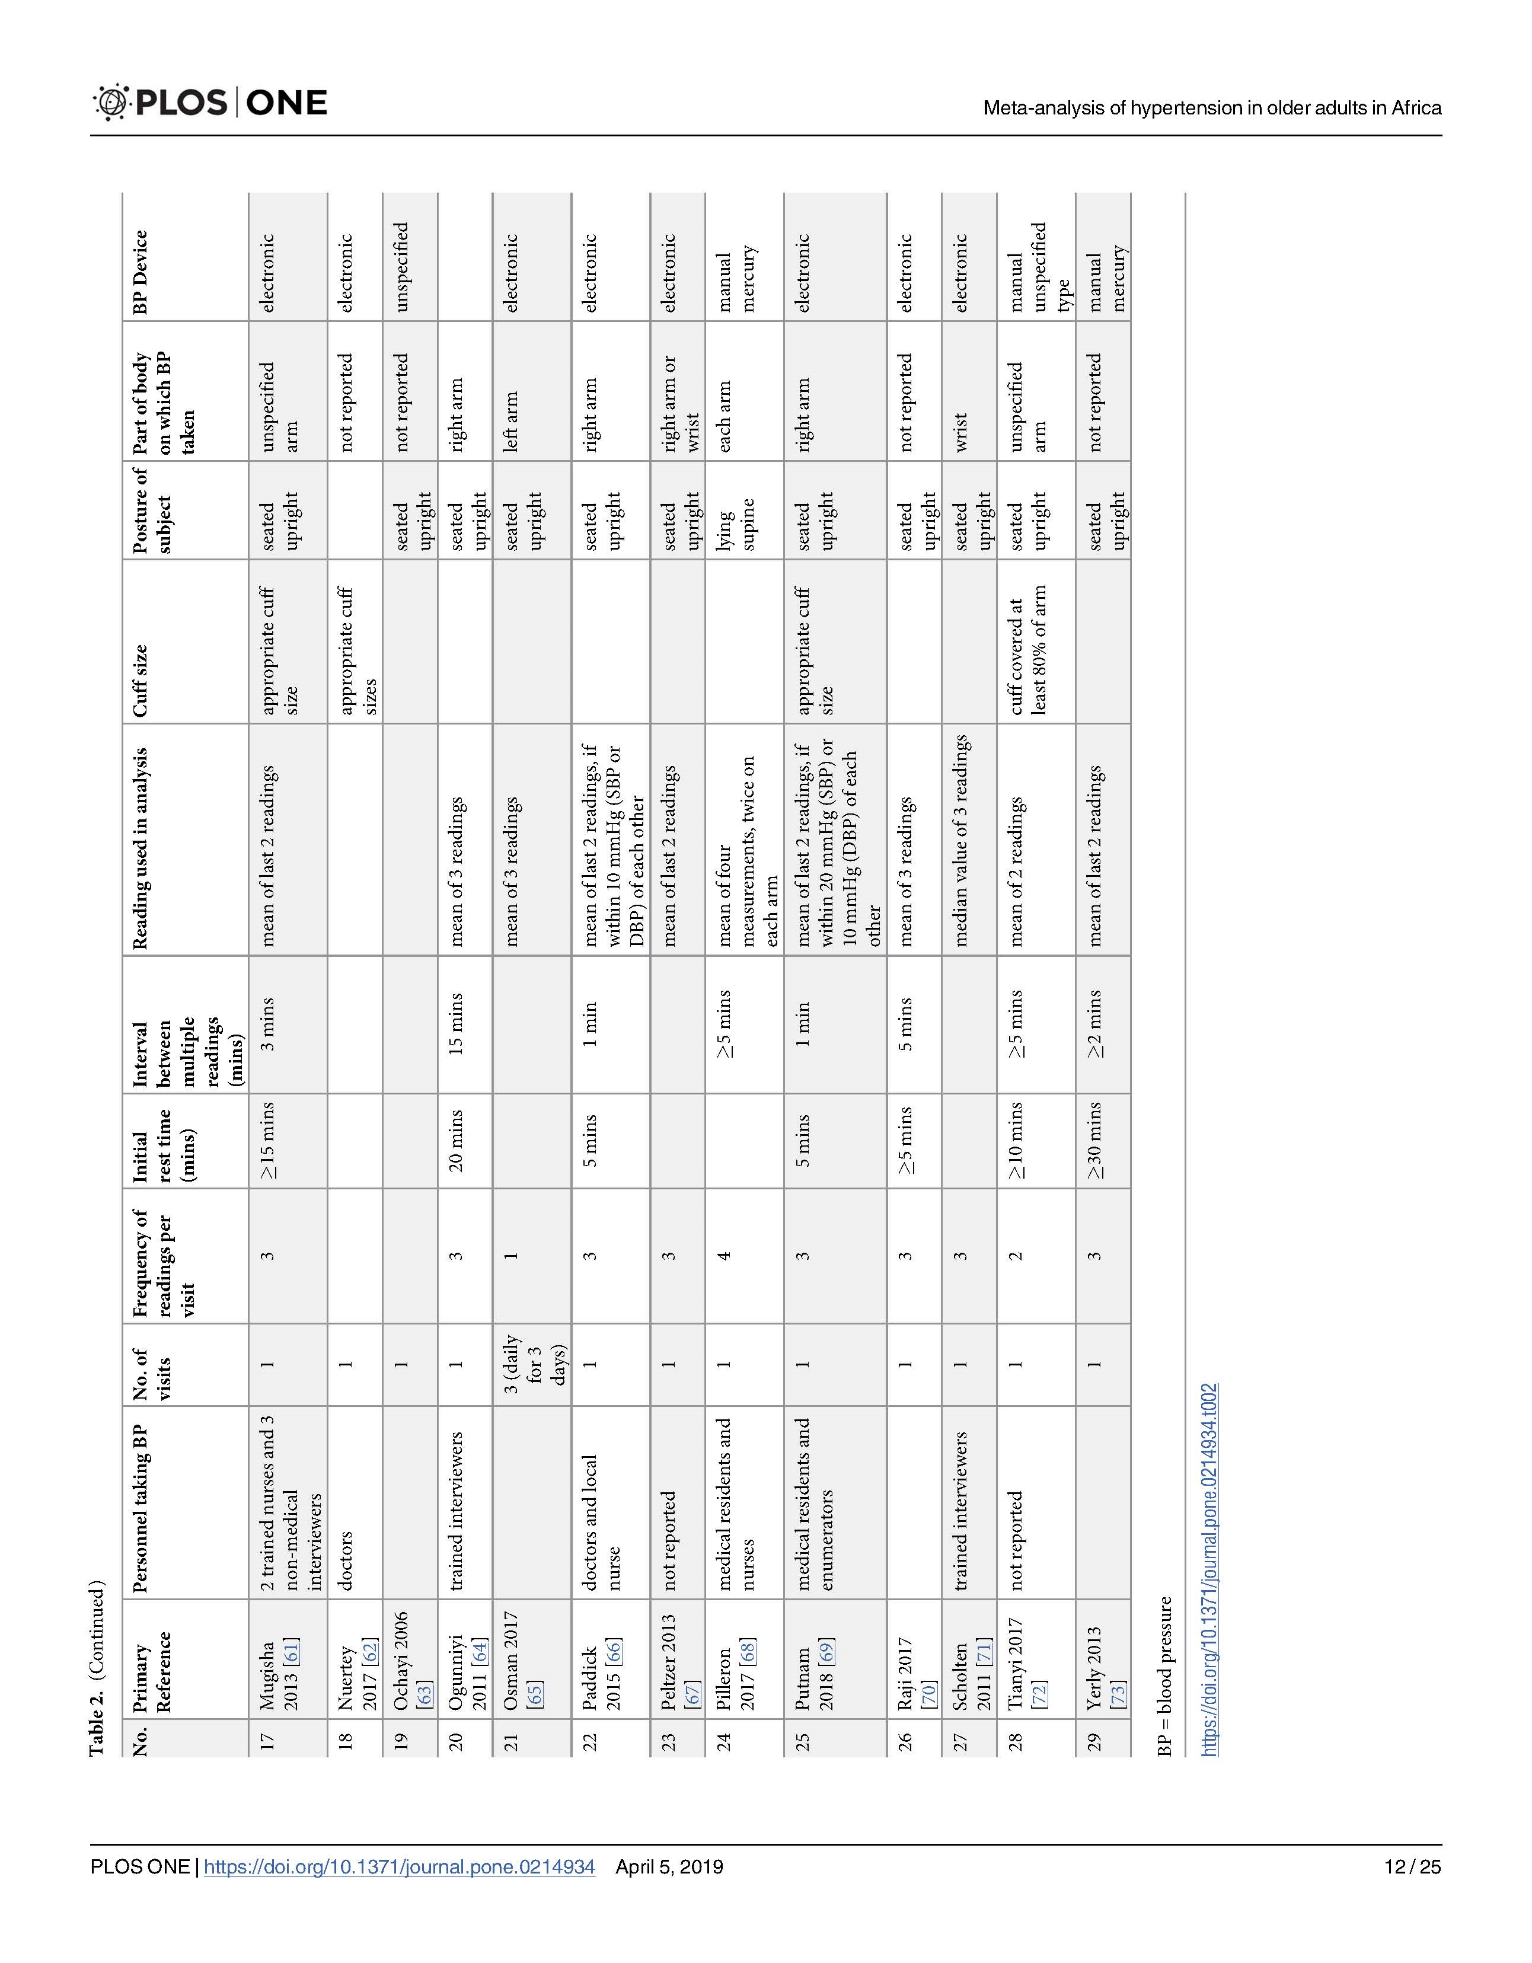 PLOS | ONE
Meta-analysis of hypertension in older adults in Africa
Table 2. (Continued)
No. Primary Reference Personnel taking BP No. of visits Frequency of readings per visit Initial rest time (mins) Interval between multiple readings (mins) Reading used in analysis Cuff size Posture of subject Part of body on which BP taken BP Device
17 Mugisha 2013 [61] 2 trained nurses and 3 non-medical interviewers 1 3 ≥15 mins 3 mins mean of last 2 readings appropriate cuff size seated upright unspecified arm electronic
18 Nuertey 2017 [62] doctors 1 appropriate cuff sizes not reported electronic
19 Ochayi 2006 [63] 1 seated upright not reported unspecified
20 Ogunniyi 2011 [64] trained interviewers 1 3 20 mins 15 mins mean of 3 readings seated upright right arm
21 Osman 2017 [65] 3 (daily for 3 days) 1 mean of 3 readings seated upright left arm electronic
22 Paddick 2015 [66] doctors and local nurse 1 3 5 mins 1 min mean of last 2 readings, if within 10 mmHg (SBP or DBP) of each other seated upright right arm electronic
23 Peltzer 2013 [67] not reported 1 3 mean of last 2 readings seated upright right arm or wrist electronic
24 Pilleron 2017 [68] medical residents and nurses 1 4 ≥5 mins mean of four measurements, twice on each arm lying supine each arm manual mercury
25 Putnam 2018 [69] medical residents and enumerators 1 3 5 mins 1 min mean of last 2 readings, if within 20 mmHg (SBP) or 10 mmHg (DBP) of each other appropriate cuff size seated upright right arm electronic
26 Raji 2017 [70] 1 3 ≥5 mins 5 mins mean of 3 readings seated upright not reported electronic
27 Scholten 2011 [71] trained interviewers 1 3 median value of 3 readings seated upright wrist electronic
28 Tianyi 2017 [72] not reported 1 2 ≥10 mins ≥5 mins mean of 2 readings cuff covered at least 80% of arm seated upright unspecified arm manual unspecified type
29 Yerly 2013 [73] 1 3 ≥30 mins ≥2 mins mean of last 2 readings seated upright not reported manual mercury
BP = blood pressure
https://doi.org/10.1371/journal.pone.0214934.t002
PLOS ONE | https://doi.org/10.1371/journal.pone.0214934 April 5, 2019
12 / 25